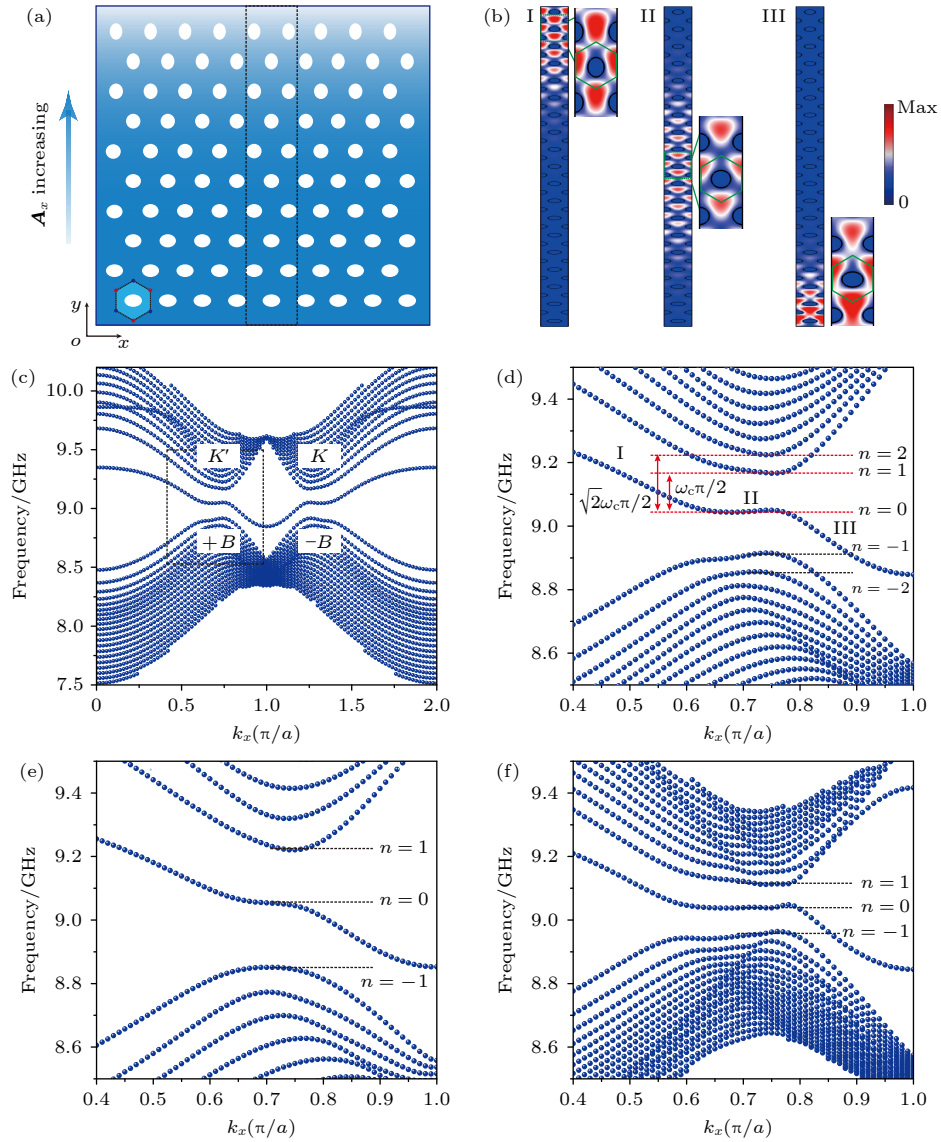 (a)
A_x increasing
y
o
x
(b)
I
II
III
Max
0
(c)
Frequency/GHz
10.0
9.5
9.0
8.5
8.0
7.5
K′
K
+B
−B
0
0.5
1.0
1.5
2.0
k_x(π/a)
(d)
Frequency/GHz
9.4
9.2
9.0
8.8
8.6
I
II
III
√2ω_cπ/2
ω_cπ/2
n = 2
n = 1
n = 0
n = −1
n = −2
0.4
0.5
0.6
0.7
0.8
0.9
1.0
k_x(π/a)
(e)
Frequency/GHz
9.4
9.2
9.0
8.8
8.6
n = 1
n = 0
n = −1
0.4
0.5
0.6
0.7
0.8
0.9
1.0
k_x(π/a)
(f)
Frequency/GHz
9.4
9.2
9.0
8.8
8.6
n = 1
n = 0
n = −1
0.4
0.5
0.6
0.7
0.8
0.9
1.0
k_x(π/a)